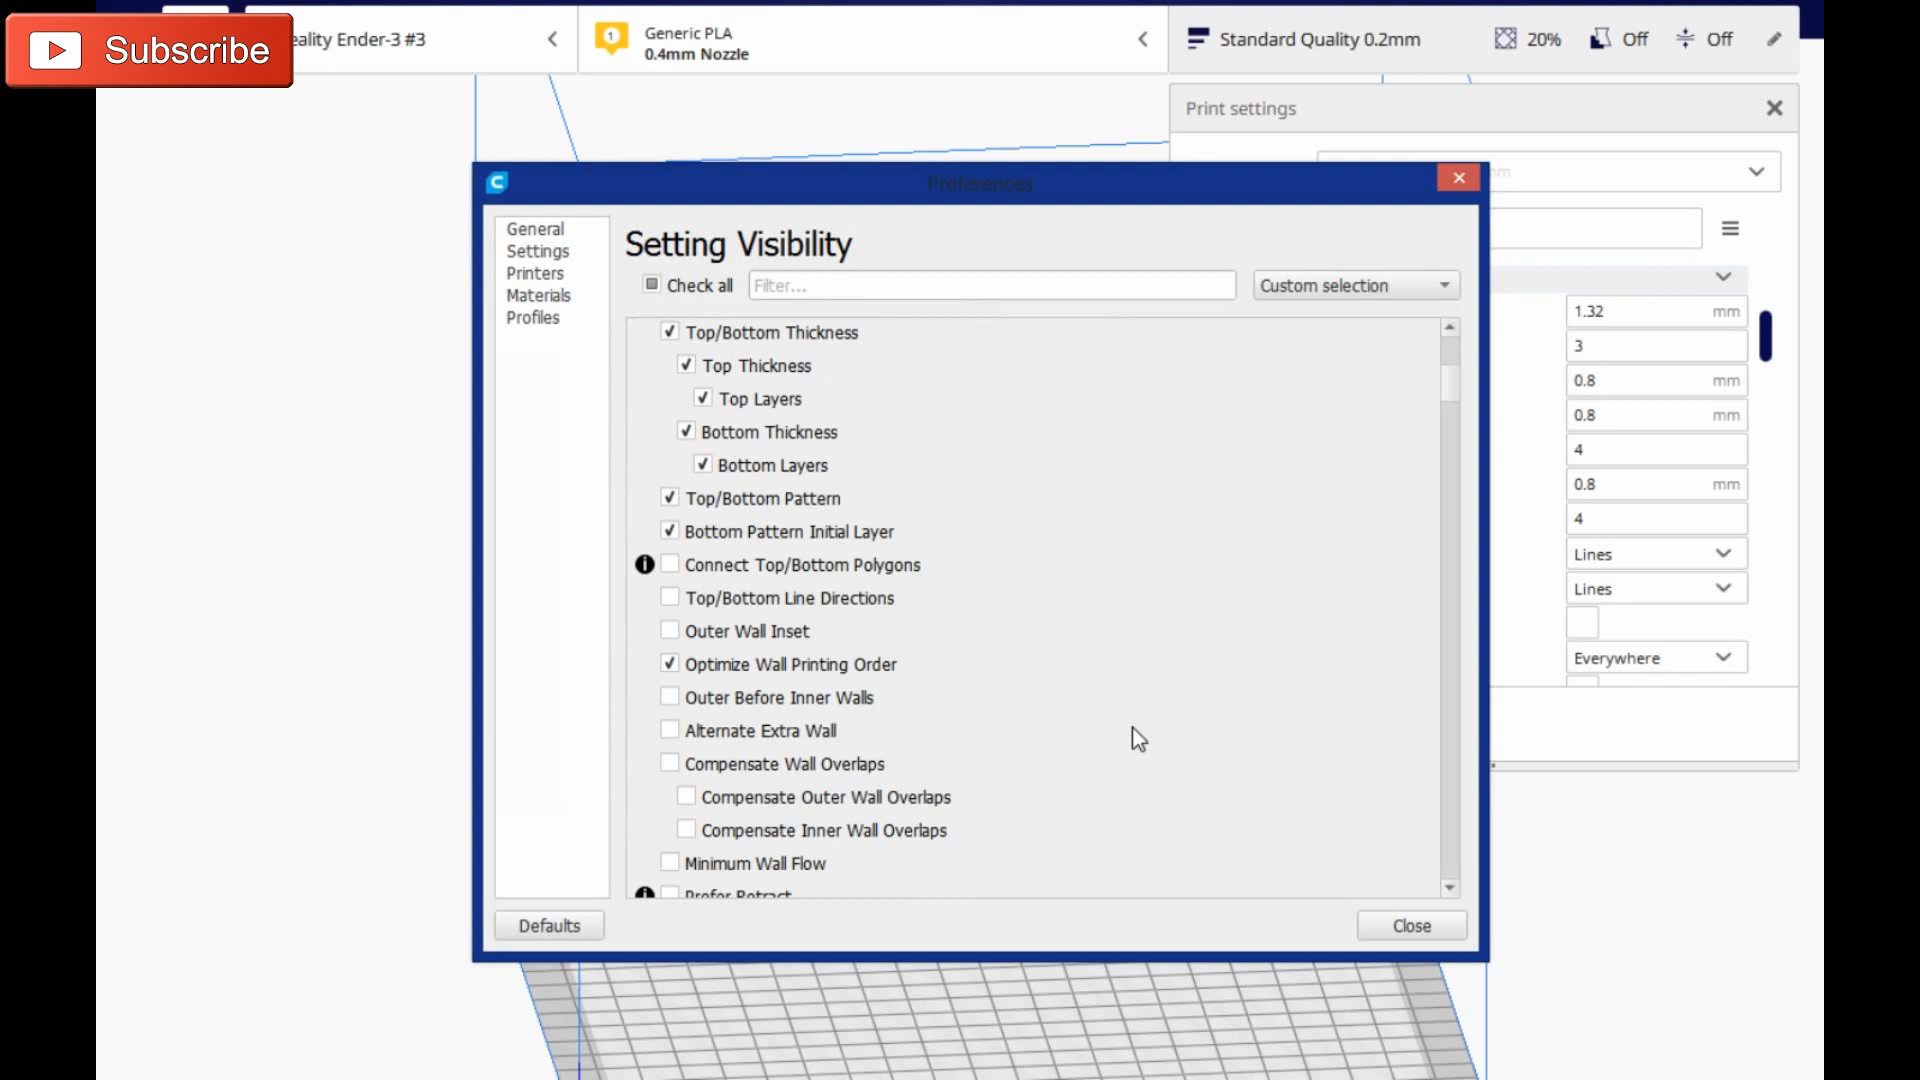 Subscribe
eality Ender-3 #3
1
Generic PLA
0.4mm Nozzle
Standard Quality 0.2mm
20%
Off
Off
Print settings
mm
Preferences
General
Settings
Printers
Materials
Profiles
Setting Visibility
Check all
Filter...
Custom selection
Top/Bottom Thickness
Top Thickness
Top Layers
Bottom Thickness
Bottom Layers
Top/Bottom Pattern
Bottom Pattern Initial Layer
Connect Top/Bottom Polygons
Top/Bottom Line Directions
Outer Wall Inset
Optimize Wall Printing Order
Outer Before Inner Walls
Alternate Extra Wall
Compensate Wall Overlaps
Compensate Outer Wall Overlaps
Compensate Inner Wall Overlaps
Minimum Wall Flow
Prefer Retract
Defaults
Close
1.32 mm
3
0.8 mm
0.8 mm
4
0.8 mm
4
Lines
Lines
Everywhere